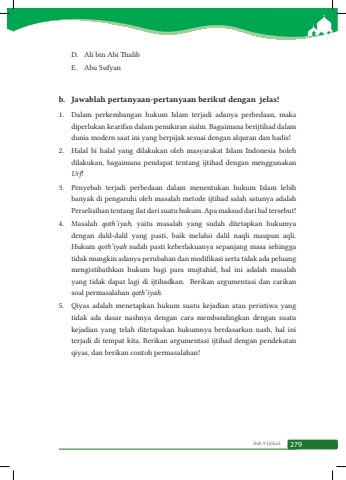 D. Ali bin Abi Thalib
E. Abu Sufyan
b. Jawablah pertanyaan-pertanyaan berikut dengan jelas!
1. Dalam perkembangan hukum Islam terjadi adanya perbedaan, maka
diperlukan kearifan dalam pemikiran sialm. Bagaimana berijtihad dalam
dunia modern saat ini yang berpijak sesuai dengan alquran dan hadis!
2. Halal bi halal yang dilakukan oleh masyarakat Islam Indonesia boleh
dilakukan, bagaimana pendapat tentang ijtihad dengan menggunakan
Urf!
3. Penyebab terjadi perbedaan dalam menentukan hukum Islam lebih
banyak di pengaruhi oleh masalah metode ijtihad salah satunya adalah
Perselisihan tentang ilat dari suatu hukum. Apa maksud dari hal tersebut!
4. Masalah qoth'iyah, yaitu masalah yang sudah ditetapkan hukumya
dengan dalil-dalil yang pasti, baik melalui dalil naqli maupun aqli.
Hukum qoth'iyah sudah pasti keberlakuanya sepanjang masa sehingga
tidak mungkin adanya perubahan dan modifikasi serta tidak ada peluang
mengistibathkan hukum bagi para mujtahid, hal ini adalah masalah
yang tidak dapat lagi di ijtihadkan. Berikan argumentasi dan carikan
soal permasalahan qoth'iyah.
5. Qiyas adalah menetapkan hukum suatu kejadian atau peristiwa yang
tidak ada dasar nashnya dengan cara membandingkan dengan suatu
kejadian yang telah ditetapakan hukumnya berdasarkan nash, hal ini
terjadi di tempat kita. Berikan argumentasi ijtihad dengan pendekatan
qiyas, dan berikan contoh permasalahan!
Bab 9 Ijtihad 279